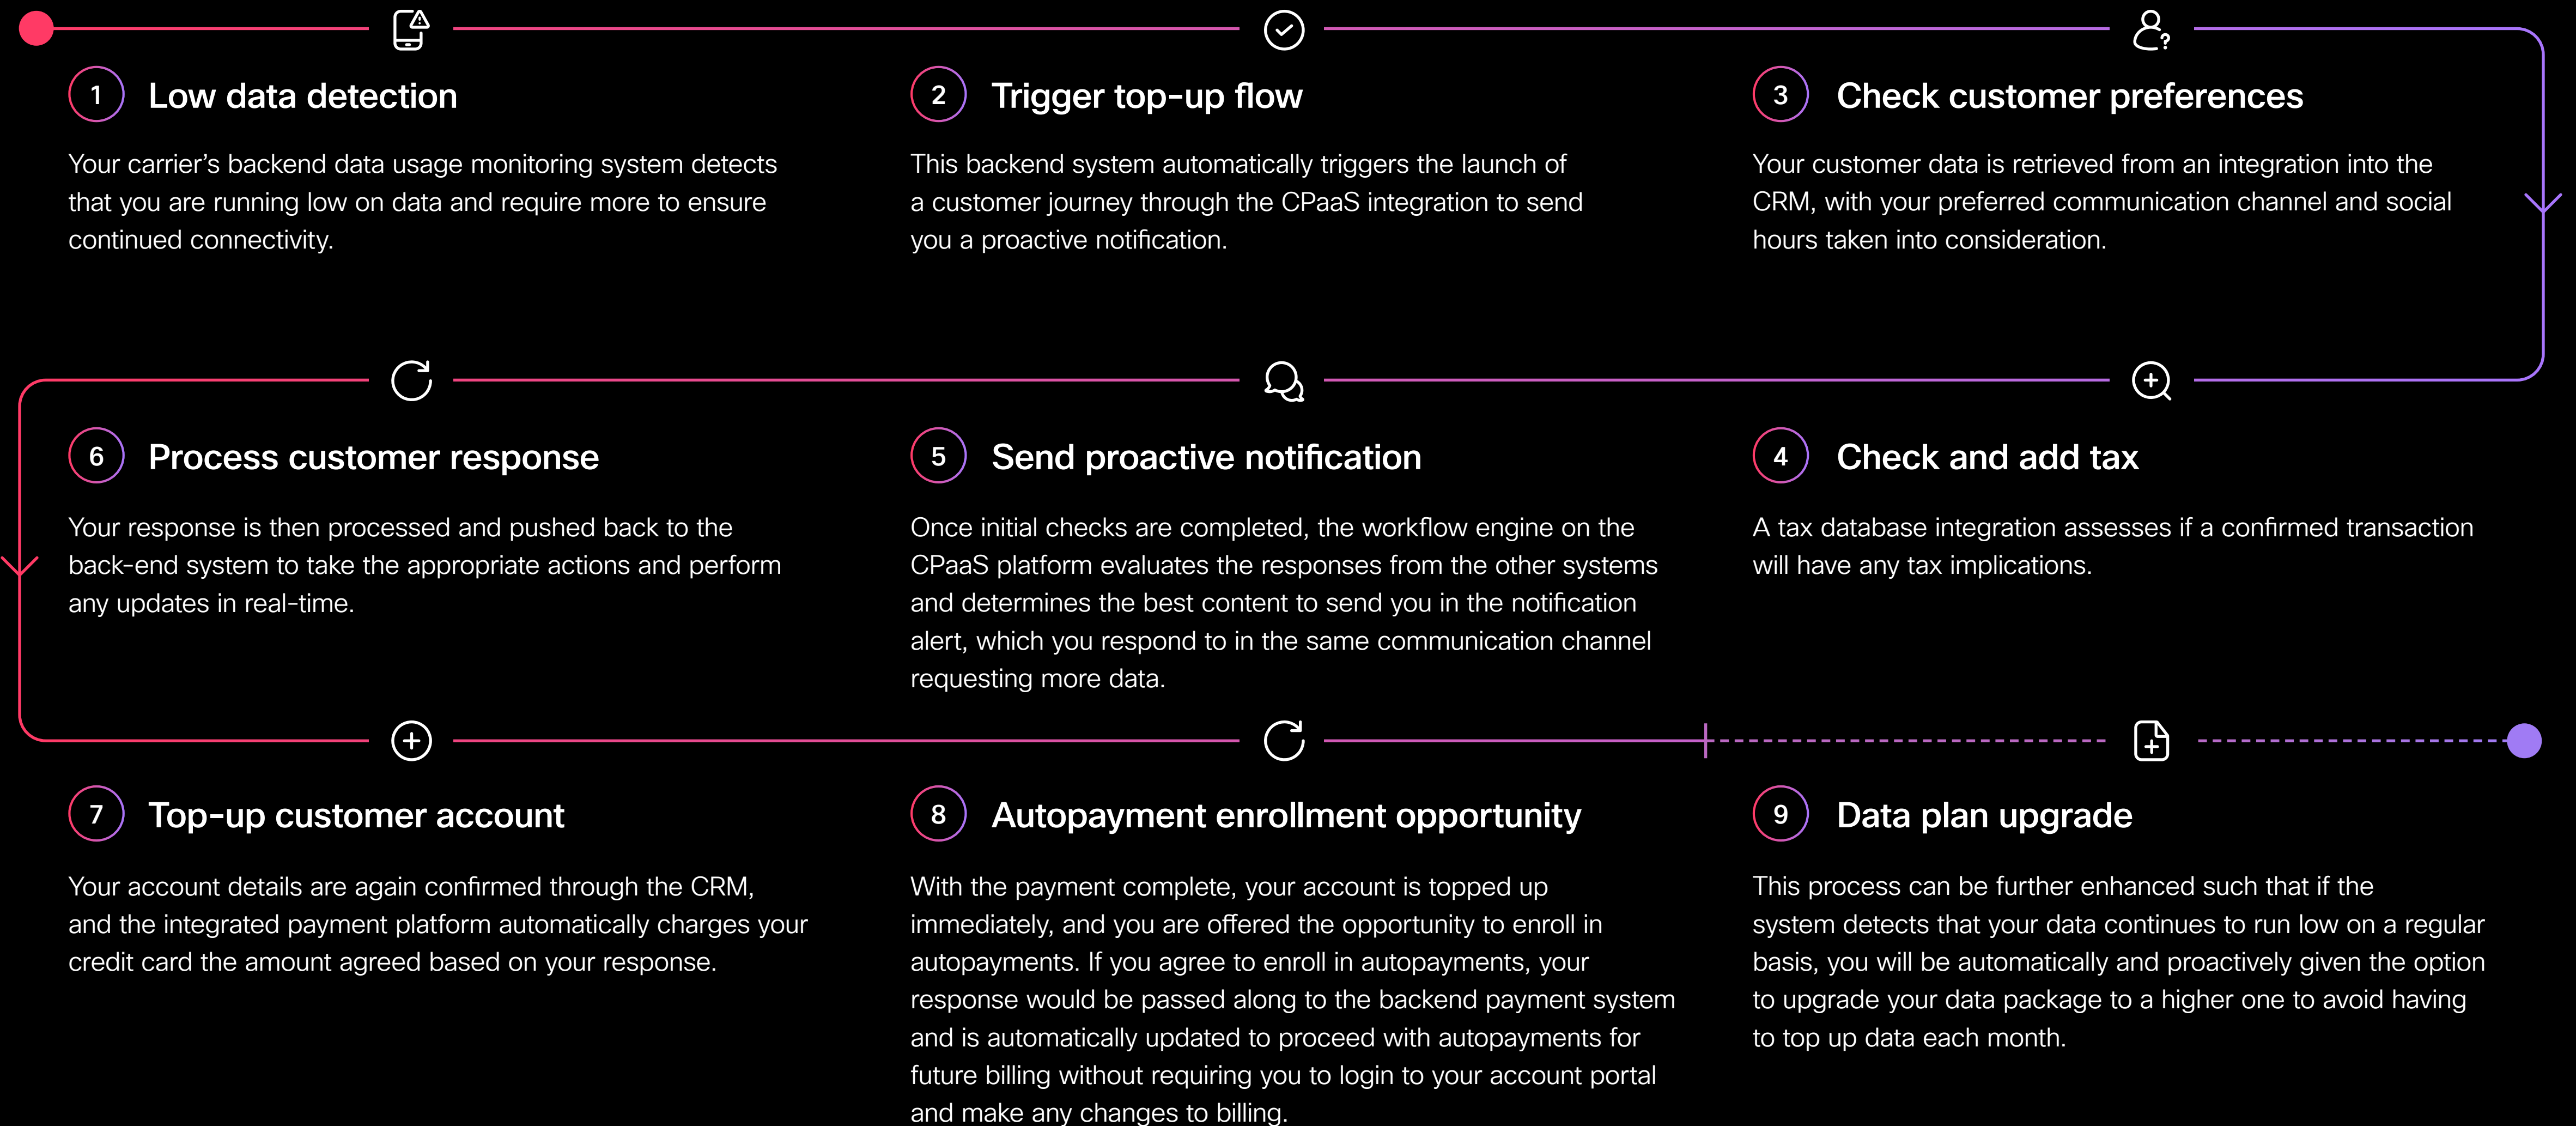 1 Low data detection
Your carrier’s backend data usage monitoring system detects
that you are running low on data and require more to ensure
continued connectivity.
2 Trigger top-up flow
This backend system automatically triggers the launch of
a customer journey through the CPaaS integration to send
you a proactive notification.
3 Check customer preferences
Your customer data is retrieved from an integration into the
CRM, with your preferred communication channel and social
hours taken into consideration.
4 Check and add tax
A tax database integration assesses if a confirmed transaction
will have any tax implications.
5 Send proactive notification
Once initial checks are completed, the workflow engine on the
CPaaS platform evaluates the responses from the other systems
and determines the best content to send you in the notification
alert, which you respond to in the same communication channel
requesting more data.
6 Process customer response
Your response is then processed and pushed back to the
back-end system to take the appropriate actions and perform
any updates in real-time.
7 Top-up customer account
Your account details are again confirmed through the CRM,
and the integrated payment platform automatically charges your
credit card the amount agreed based on your response.
8 Autopayment enrollment opportunity
With the payment complete, your account is topped up
immediately, and you are offered the opportunity to enroll in
autopayments. If you agree to enroll in autopayments, your
response would be passed along to the backend payment system
and is automatically updated to proceed with autopayments for
future billing without requiring you to login to your account portal
and make any changes to billing.
9 Data plan upgrade
This process can be further enhanced such that if the
system detects that your data continues to run low on a regular
basis, you will be automatically and proactively given the option
to upgrade your data package to a higher one to avoid having
to top up data each month.